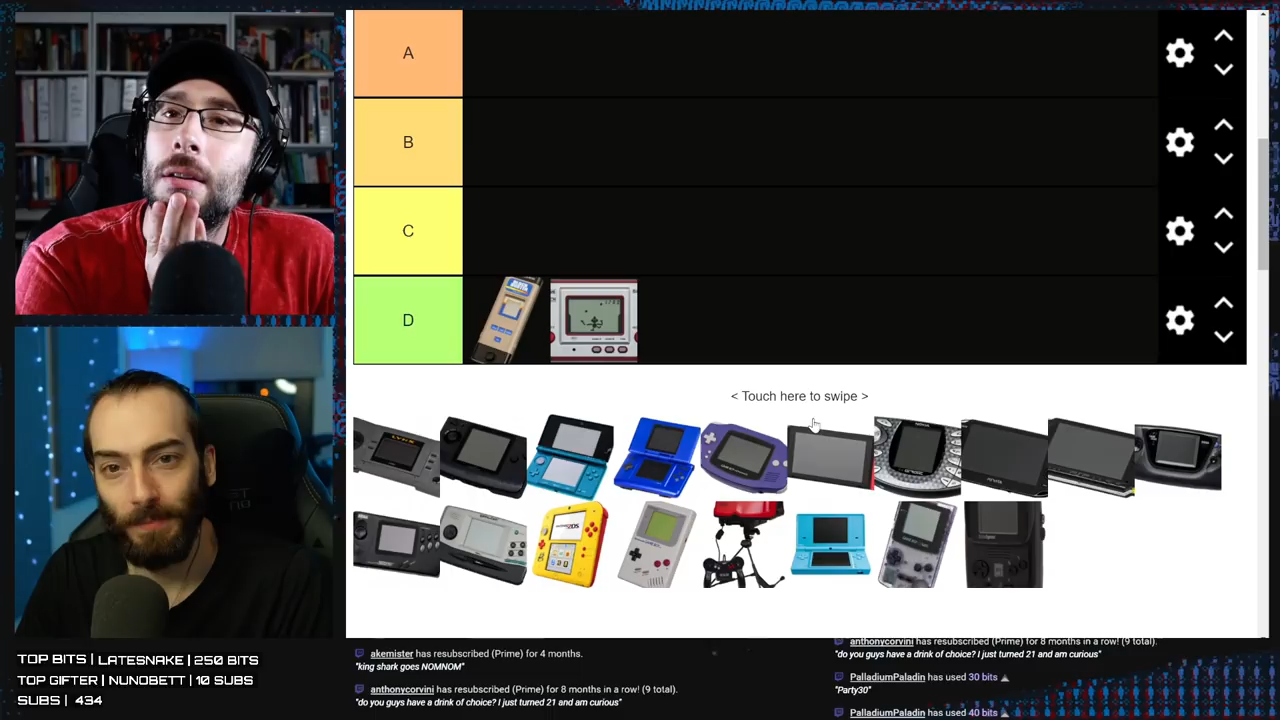 A
B
C
D
< Touch here to swipe >
LYNX
NOKIA
TOP BITS | LATESNAKE | 250 BITS
TOP GIFTER | NUNOBETT | 10 SUBS
SUBS | 434
akemister has resubscribed (Prime) for 4 months.
"king shark goes NOMNOM"
anthonycorvini has resubscribed (Prime) for 8 months in a row! (9 total).
"do you guys have a drink of choice? I just turned 21 and am curious"
anthonycorvini has resubscribed (Prime) for 8 months in a row! (9 total).
"do you guys have a drink of choice? I just turned 21 and am curious"
PalladiumPaladin has used 30 bits
"Party30"
PalladiumPaladin has used 40 bits